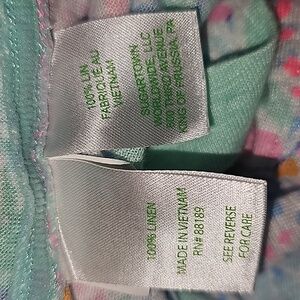 100% LIN
FABRIQUÉ AU
VIETNAM
SUGARTOWN
WORLDWIDE, LLC
800 THIRD AVENUE
KING OF PRUSSIA, PA
100% LINEN
MADE IN VIETNAM
RN# 88189
SEE REVERSE
FOR CARE